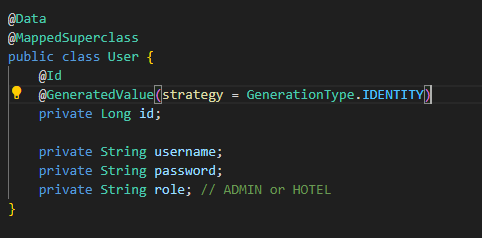 @Data
@MappedSuperclass
public class User {
    @Id
    @GeneratedValue(strategy = GenerationType.IDENTITY)
    private Long id;

    private String username;
    private String password;
    private String role; // ADMIN or HOTEL
}